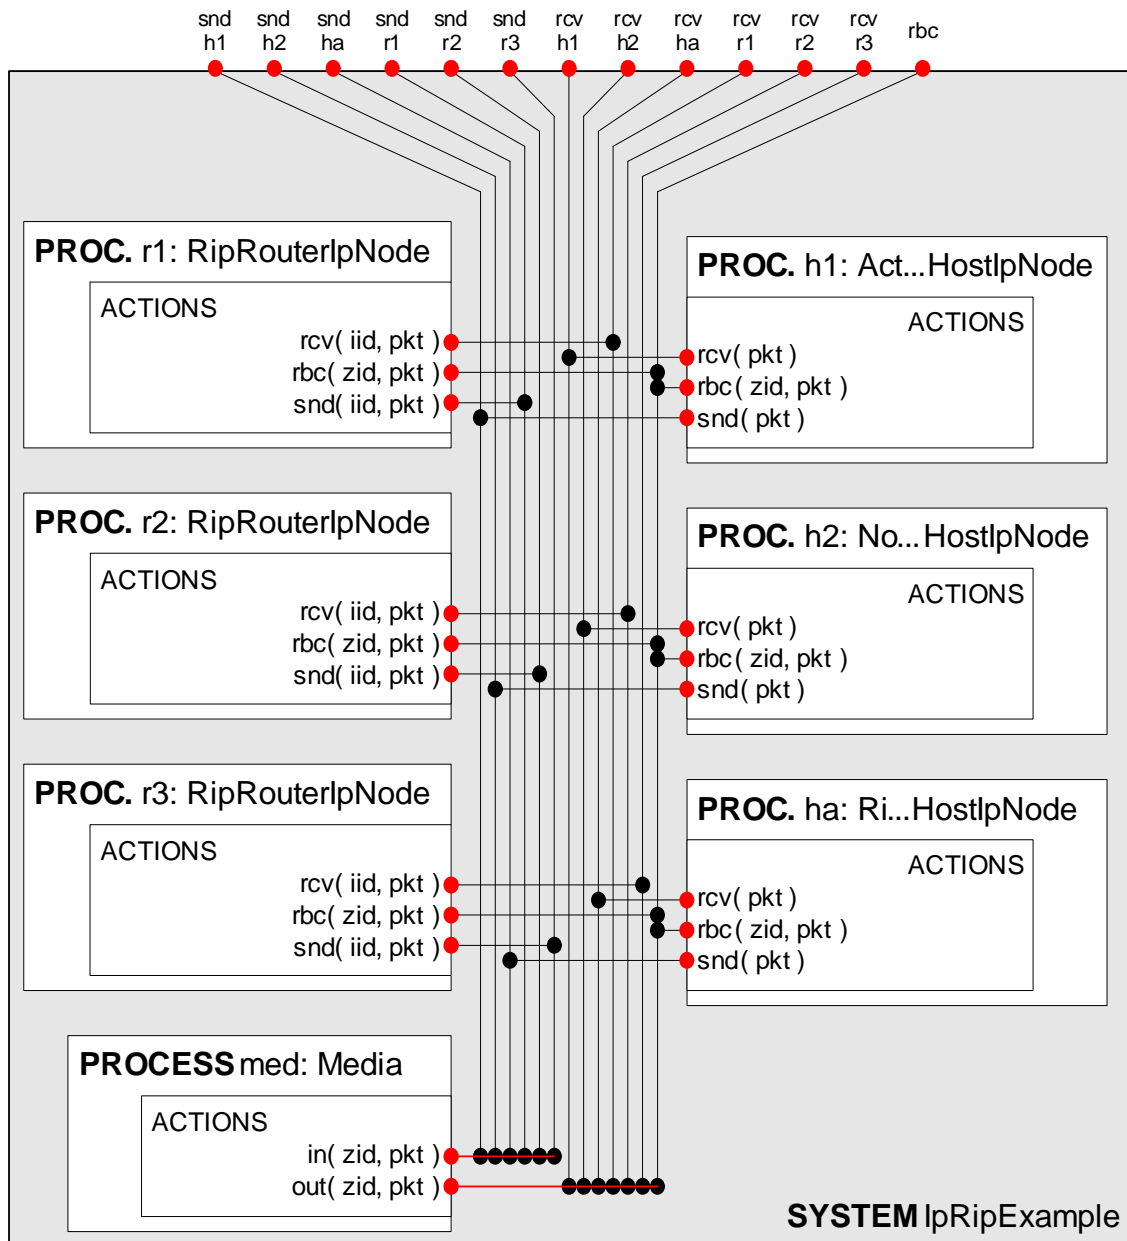 snd snd snd snd snd snd rcv rcv rcv rcv rcv rcv rbc
h1 h2 ha r1 r2 r3 h1 h2 ha r1 r2 r3
PROC. r1: RipRouterIpNode
ACTIONS
rcv( iid, pkt )
rbc( zid, pkt )
snd( iid, pkt )
PROC. h1: Act...HostIpNode
ACTIONS
rcv( pkt )
rbc( zid, pkt )
snd( pkt )
PROC. r2: RipRouterIpNode
ACTIONS
rcv( iid, pkt )
rbc( zid, pkt )
snd( iid, pkt )
PROC. h2: No...HostIpNode
ACTIONS
rcv( pkt )
rbc( zid, pkt )
snd( pkt )
PROC. r3: RipRouterIpNode
ACTIONS
rcv( iid, pkt )
rbc( zid, pkt )
snd( iid, pkt )
PROC. ha: Ri...HostIpNode
ACTIONS
rcv( pkt )
rbc( zid, pkt )
snd( pkt )
PROCESS med: Media
ACTIONS
in( zid, pkt )
out( zid, pkt )
SYSTEM IpRipExample